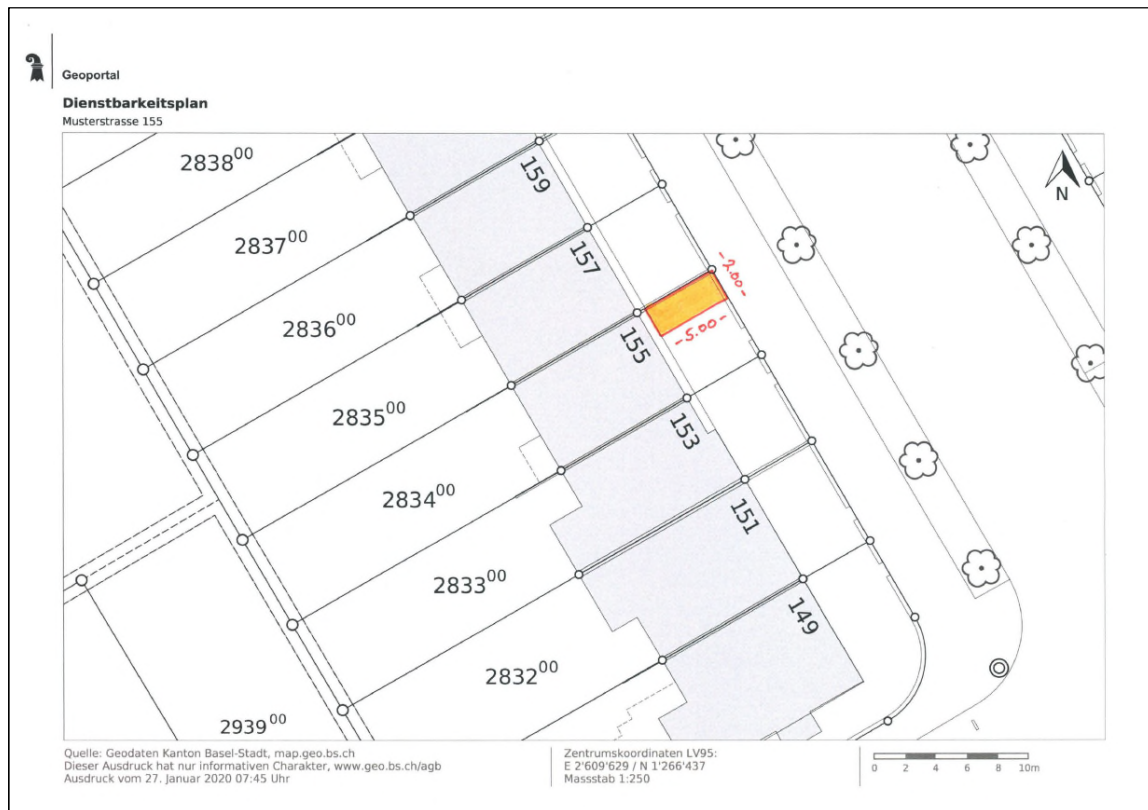 Geoportal
Dienstbarkeitsplan
Musterstrasse 155
2838⁰⁰
159
2837⁰⁰
N
157
-2.00-
2836⁰⁰
155
-5.00-
2835⁰⁰
153
2834⁰⁰
151
2833⁰⁰
149
2832⁰⁰
2939⁰⁰
Quelle: Geodaten Kanton Basel-Stadt, map.geo.bs.ch
Dieser Ausdruck hat nur informativen Charakter, www.geo.bs.ch/agb
Ausdruck vom 27. Januar 2020 07:45 Uhr
Zentrumskoordinaten LV95:
E 2'609'629 / N 1'266'437
Massstab 1:250
0 2 4 6 8 10m